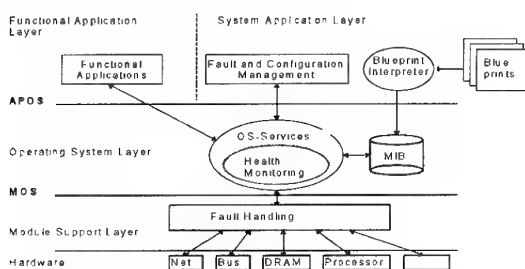 Functional Application Layer
System Application Layer
Functional Applications
Fault and Configuration Management
Blueprint Interpreter
Blue prints
APOS
Operating System Layer
OS-Services
Health Monitoring
MIB
MOS
Fault Handling
Module Support Layer
Hardware
Net
Bus
DRAM
Processor